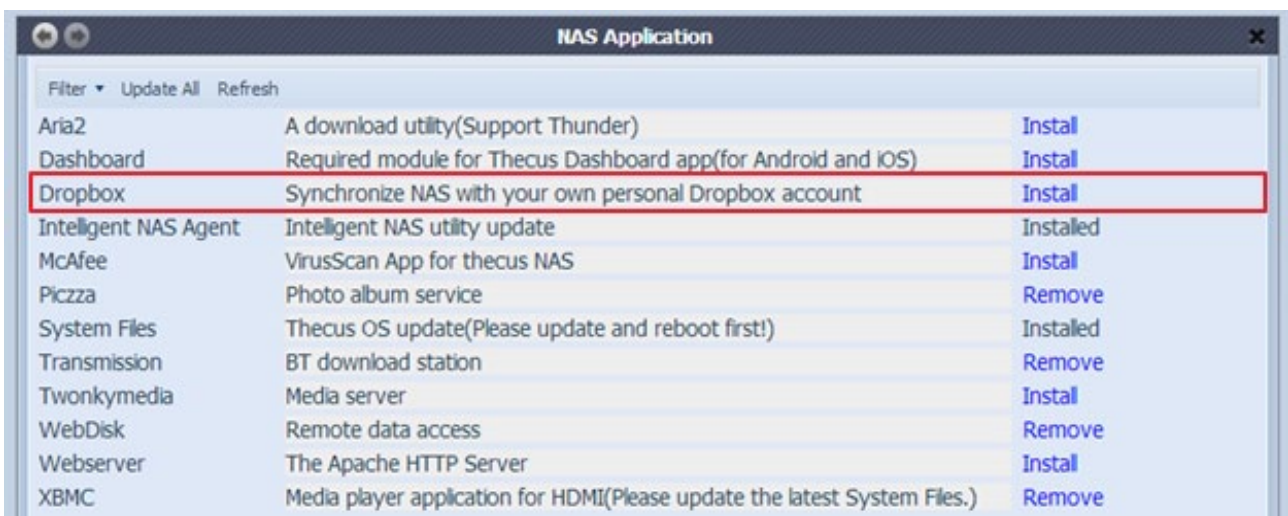 NAS Application
Filter Update All Refresh
Aria2 A download utility(Support Thunder) Install
Dashboard Required module for Thecus Dashboard app(for Android and iOS) Install
Dropbox Synchronize NAS with your own personal Dropbox account Install
Intelligent NAS Agent Intelligent NAS utility update Installed
McAfee VirusScan App for thecus NAS Install
Piczza Photo album service Remove
System Files Thecus OS update(Please update and reboot first!) Installed
Transmission BT download station Remove
Twonkymedia Media server Install
WebDisk Remote data access Remove
Webserver The Apache HTTP Server Install
XBMC Media player application for HDMI(Please update the latest System Files.) Remove